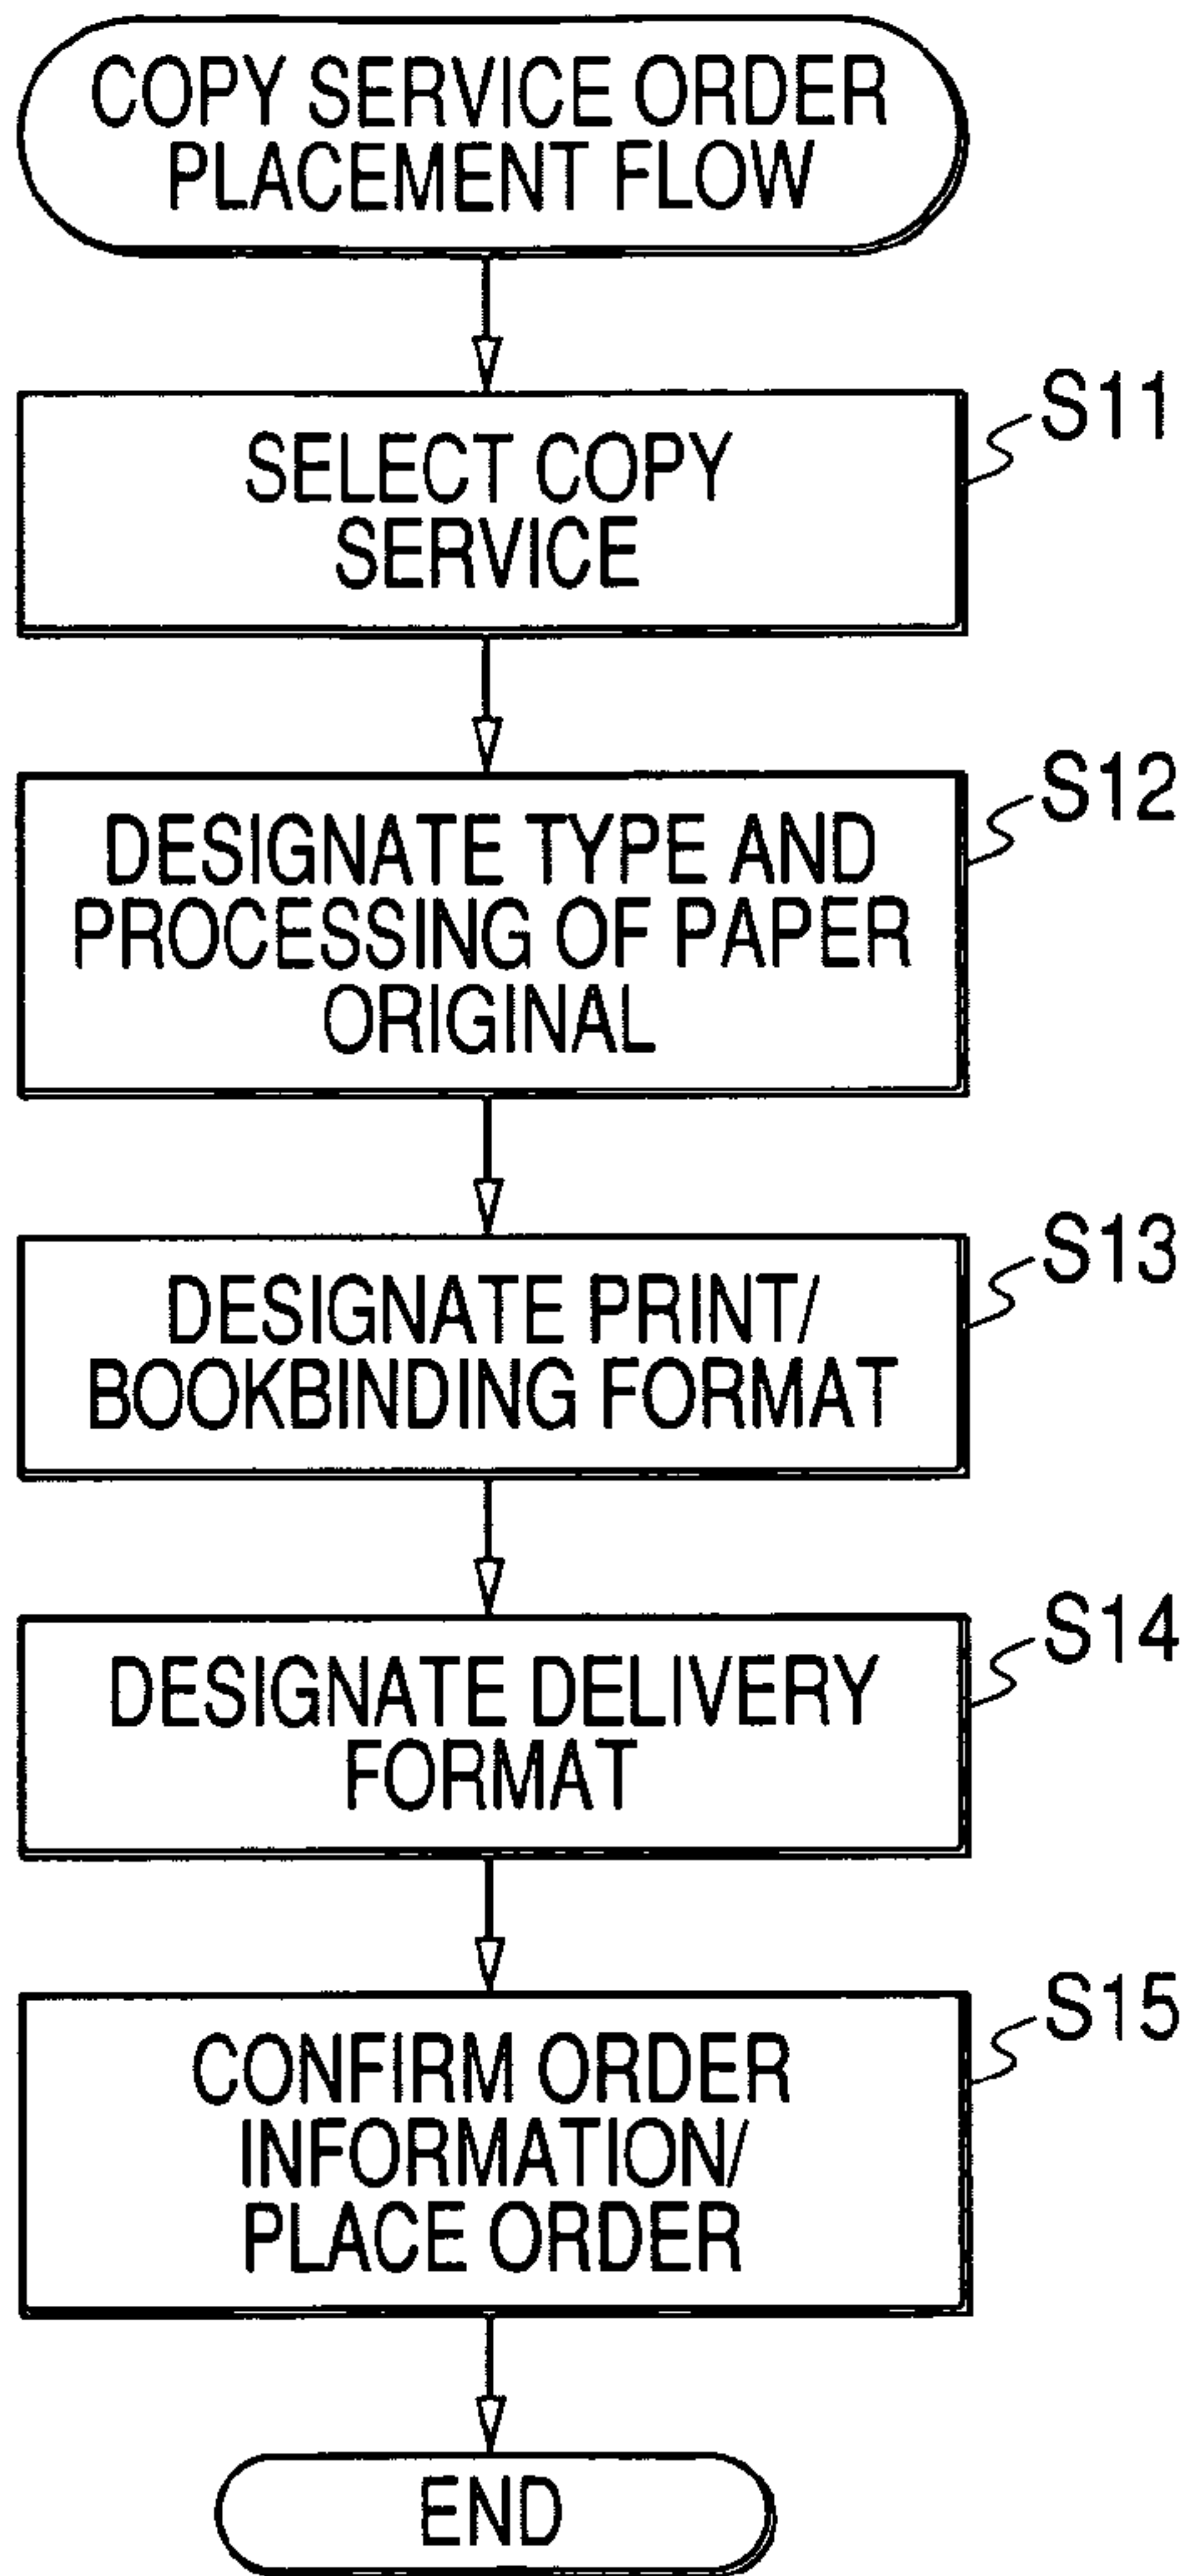 COPY SERVICE ORDER
PLACEMENT FLOW
S11
SELECT COPY
SERVICE
S12
DESIGNATE TYPE AND
PROCESSING OF PAPER
ORIGINAL
S13
DESIGNATE PRINT/
BOOKBINDING FORMAT
S14
DESIGNATE DELIVERY
FORMAT
S15
CONFIRM ORDER
INFORMATION/
PLACE ORDER
END